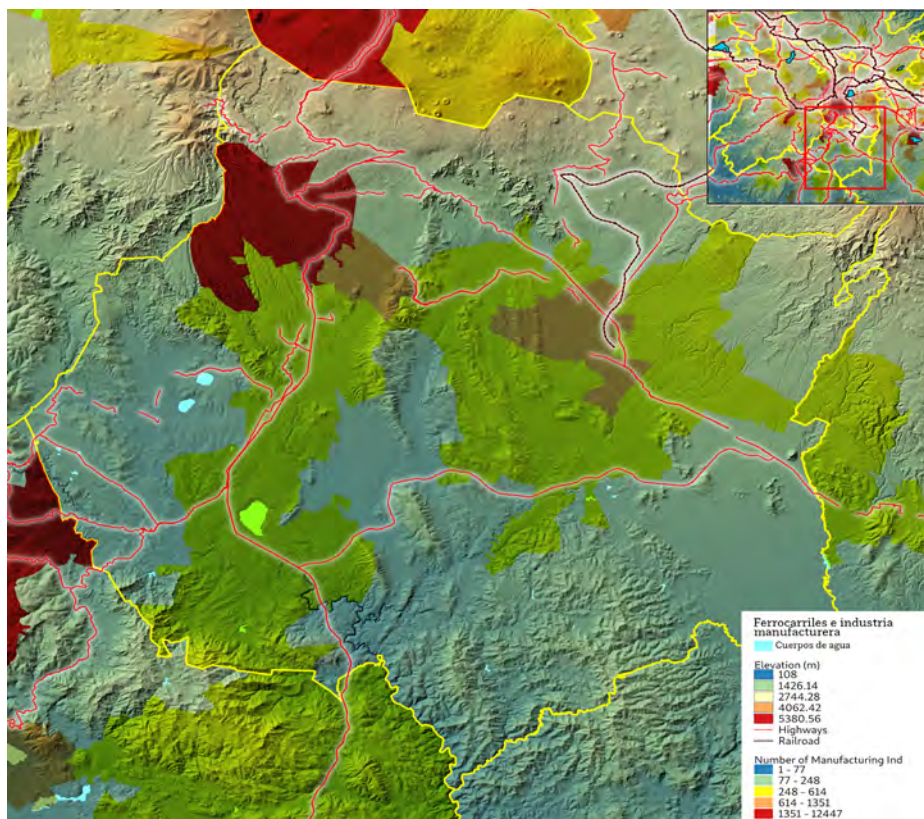 Ferrocarriles e industria
manufacturera
Cuerpos de agua
Elevation (m)
108
1426.14
2744.28
4062.42
5380.56
Highways
Railroad
Number of Manufacturing Ind
1 - 77
77 - 248
248 - 614
614 - 1351
1351 - 12447